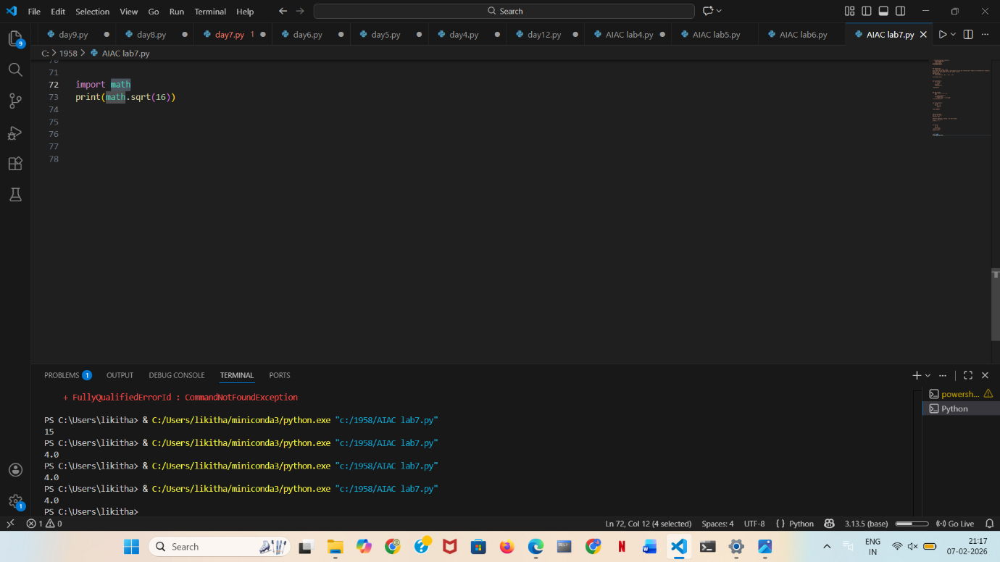 File Edit Selection View Go Run Terminal Help
Search
day9.py
day8.py
day7.py 1
day6.py
day5.py
day4.py
day12.py
AIAC lab4.py
AIAC lab5.py
AIAC lab6.py
AIAC lab7.py
C: > 1958 > AIAC lab7.py
71
72 import math
73 print(math.sqrt(16))
74
75
76
77
78
9
PROBLEMS 1 OUTPUT DEBUG CONSOLE TERMINAL PORTS
+ FullyQualifiedErrorId : CommandNotFoundException
PS C:\Users\likitha> & C:/Users/likitha/miniconda3/python.exe "c:/1958/AIAC lab7.py"
15
PS C:\Users\likitha> & C:/Users/likitha/miniconda3/python.exe "c:/1958/AIAC lab7.py"
4.0
PS C:\Users\likitha> & C:/Users/likitha/miniconda3/python.exe "c:/1958/AIAC lab7.py"
4.0
PS C:\Users\likitha> & C:/Users/likitha/miniconda3/python.exe "c:/1958/AIAC lab7.py"
4.0
PS C:\Users\likitha>
powersh...
Python
1
1 0
Ln 72, Col 12 (4 selected) Spaces: 4 UTF-8 {} Python 3.13.5 (base) Go Live
Search
ENG
IN
21:17
07-02-2026